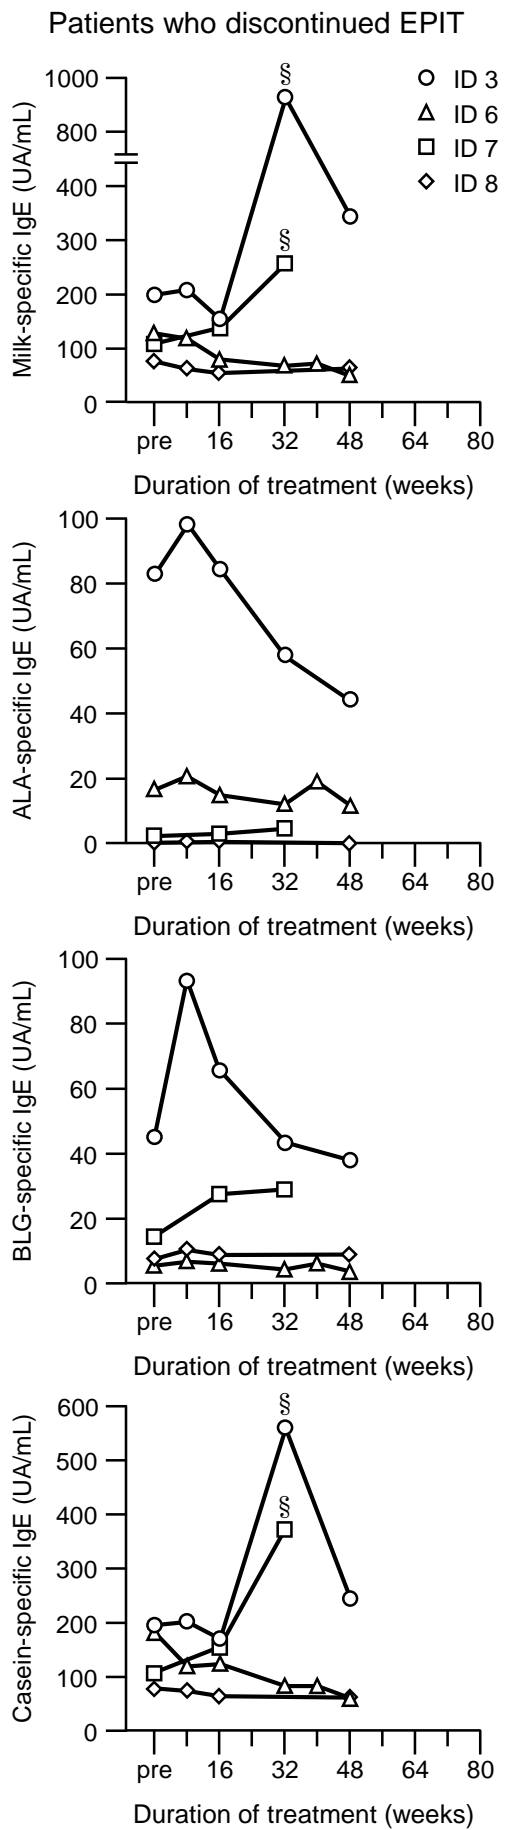 Patients who discontinued EPIT
Milk-specific IgE (UA/mL)
1000
800
400
300
200
100
0
§
§
ID 3
ID 6
ID 7
ID 8
pre 16 32 48 64 80
Duration of treatment (weeks)
ALA-specific IgE (UA/mL)
100
80
60
40
20
0
pre 16 32 48 64 80
Duration of treatment (weeks)
BLG-specific IgE (UA/mL)
100
80
60
40
20
0
pre 16 32 48 64 80
Duration of treatment (weeks)
Casein-specific IgE (UA/mL)
600
500
400
300
200
100
0
§
§
pre 16 32 48 64 80
Duration of treatment (weeks)